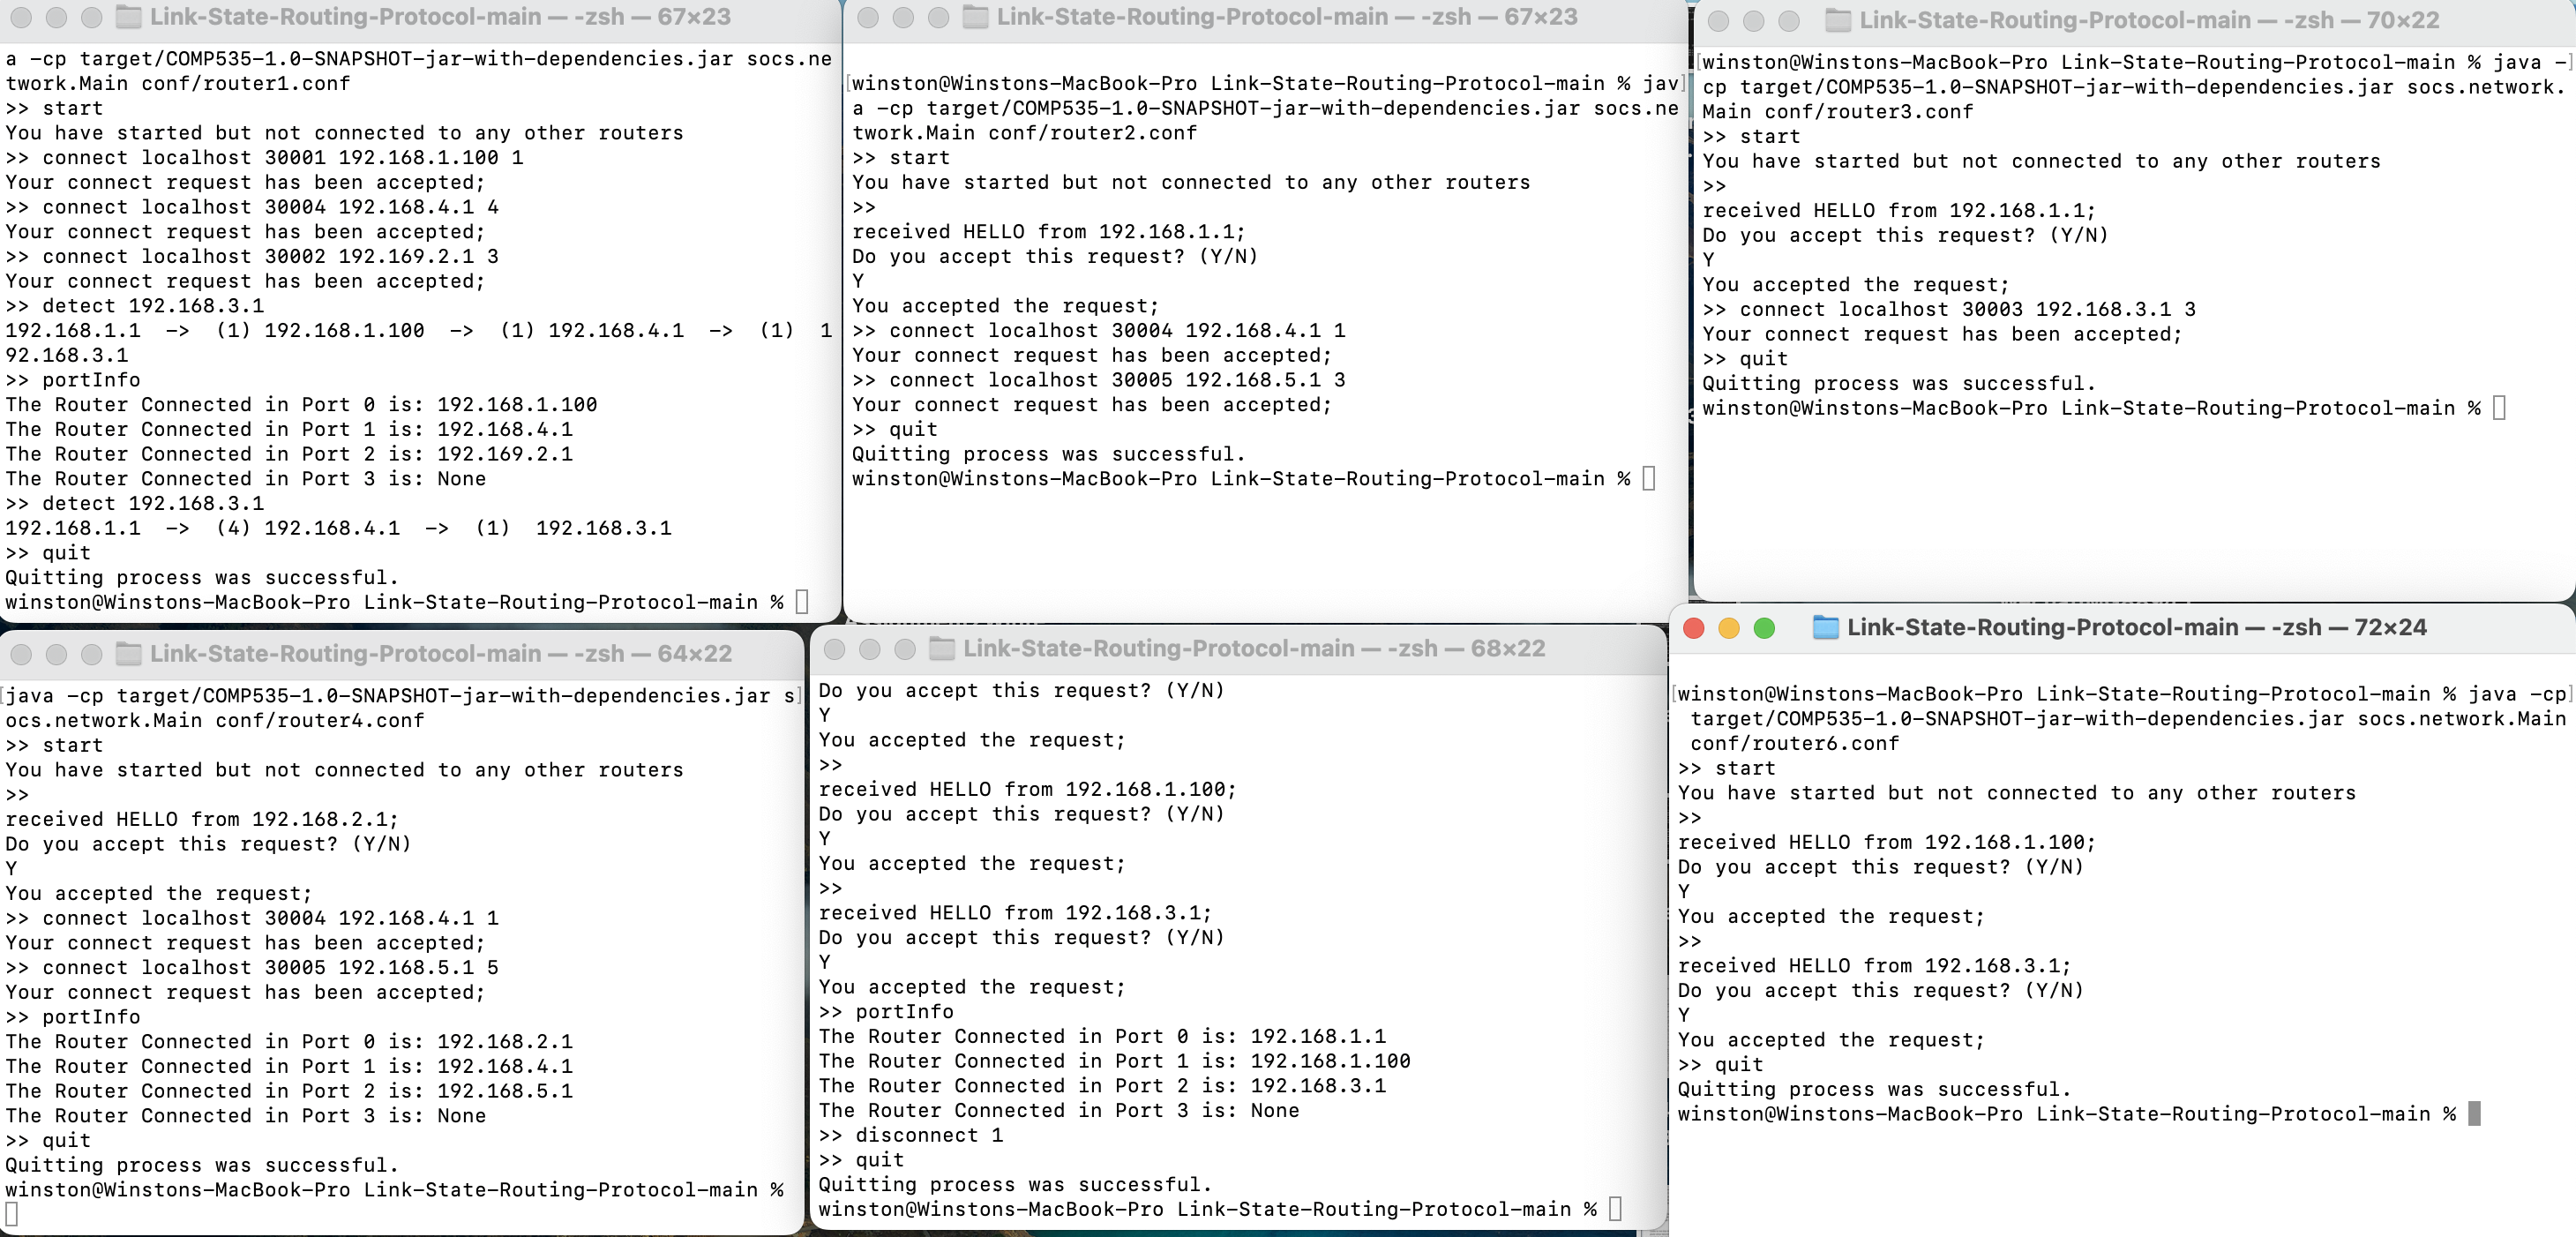 Link-State-Routing-Protocol-main — -zsh — 67×23
a -cp target/COMP535-1.0-SNAPSHOT-jar-with-dependencies.jar socs.ne
twork.Main conf/router1.conf
>> start
You have started but not connected to any other routers
>> connect localhost 30001 192.168.1.100 1
Your connect request has been accepted;
>> connect localhost 30004 192.168.4.1 4
Your connect request has been accepted;
>> connect localhost 30002 192.169.2.1 3
Your connect request has been accepted;
>> detect 192.168.3.1
192.168.1.1  ->  (1) 192.168.1.100  ->  (1) 192.168.4.1  ->  (1)  1
92.168.3.1
>> portInfo
The Router Connected in Port 0 is: 192.168.1.100
The Router Connected in Port 1 is: 192.168.4.1
The Router Connected in Port 2 is: 192.169.2.1
The Router Connected in Port 3 is: None
>> detect 192.168.3.1
192.168.1.1  ->  (4) 192.168.4.1  ->  (1)  192.168.3.1
>> quit
Quitting process was successful.
winston@Winstons-MacBook-Pro Link-State-Routing-Protocol-main %
Link-State-Routing-Protocol-main — -zsh — 67×23
[winston@Winstons-MacBook-Pro Link-State-Routing-Protocol-main % jav]
a -cp target/COMP535-1.0-SNAPSHOT-jar-with-dependencies.jar socs.ne
twork.Main conf/router2.conf
>> start
You have started but not connected to any other routers
>>
received HELLO from 192.168.1.1;
Do you accept this request? (Y/N)
Y
You accepted the request;
>> connect localhost 30004 192.168.4.1 1
Your connect request has been accepted;
>> connect localhost 30005 192.168.5.1 3
Your connect request has been accepted;
>> quit
Quitting process was successful.
winston@Winstons-MacBook-Pro Link-State-Routing-Protocol-main %
Link-State-Routing-Protocol-main — -zsh — 70×22
[winston@Winstons-MacBook-Pro Link-State-Routing-Protocol-main % java -]
cp target/COMP535-1.0-SNAPSHOT-jar-with-dependencies.jar socs.network.
Main conf/router3.conf
>> start
You have started but not connected to any other routers
>>
received HELLO from 192.168.1.1;
Do you accept this request? (Y/N)
Y
You accepted the request;
>> connect localhost 30003 192.168.3.1 3
Your connect request has been accepted;
>> quit
Quitting process was successful.
winston@Winstons-MacBook-Pro Link-State-Routing-Protocol-main %
Link-State-Routing-Protocol-main — -zsh — 64×22
[java -cp target/COMP535-1.0-SNAPSHOT-jar-with-dependencies.jar s]
ocs.network.Main conf/router4.conf
>> start
You have started but not connected to any other routers
>>
received HELLO from 192.168.2.1;
Do you accept this request? (Y/N)
Y
You accepted the request;
>> connect localhost 30004 192.168.4.1 1
Your connect request has been accepted;
>> connect localhost 30005 192.168.5.1 5
Your connect request has been accepted;
>> portInfo
The Router Connected in Port 0 is: 192.168.2.1
The Router Connected in Port 1 is: 192.168.4.1
The Router Connected in Port 2 is: 192.168.5.1
The Router Connected in Port 3 is: None
>> quit
Quitting process was successful.
winston@Winstons-MacBook-Pro Link-State-Routing-Protocol-main %
Link-State-Routing-Protocol-main — -zsh — 68×22
Do you accept this request? (Y/N)
Y
You accepted the request;
>>
received HELLO from 192.168.1.100;
Do you accept this request? (Y/N)
Y
You accepted the request;
>>
received HELLO from 192.168.3.1;
Do you accept this request? (Y/N)
Y
You accepted the request;
>> portInfo
The Router Connected in Port 0 is: 192.168.1.1
The Router Connected in Port 1 is: 192.168.1.100
The Router Connected in Port 2 is: 192.168.3.1
The Router Connected in Port 3 is: None
>> disconnect 1
>> quit
Quitting process was successful.
winston@Winstons-MacBook-Pro Link-State-Routing-Protocol-main %
Link-State-Routing-Protocol-main — -zsh — 72×24
[winston@Winstons-MacBook-Pro Link-State-Routing-Protocol-main % java -cp]
target/COMP535-1.0-SNAPSHOT-jar-with-dependencies.jar socs.network.Main
conf/router6.conf
>> start
You have started but not connected to any other routers
>>
received HELLO from 192.168.1.100;
Do you accept this request? (Y/N)
Y
You accepted the request;
>>
received HELLO from 192.168.3.1;
Do you accept this request? (Y/N)
Y
You accepted the request;
>> quit
Quitting process was successful.
winston@Winstons-MacBook-Pro Link-State-Routing-Protocol-main %